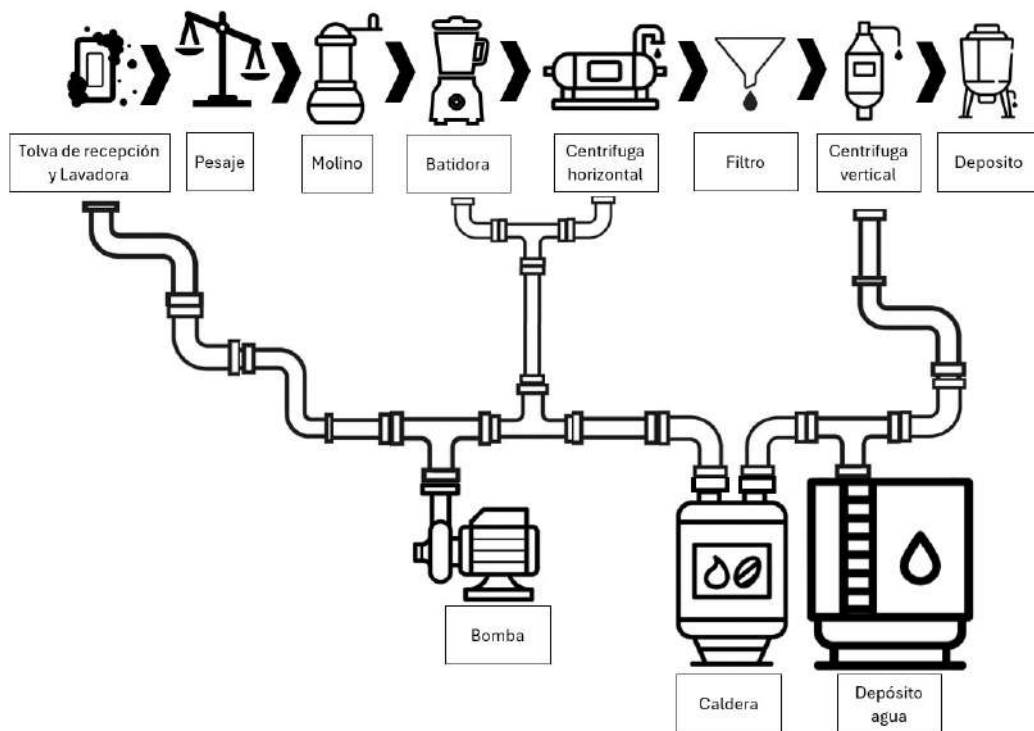 Tolva de recepción
y Lavadora
Pesaje
Molino
Batidora
Centrifuga
horizontal
Filtro
Centrifuga
vertical
Deposito
Bomba
Caldera
Depósito
agua